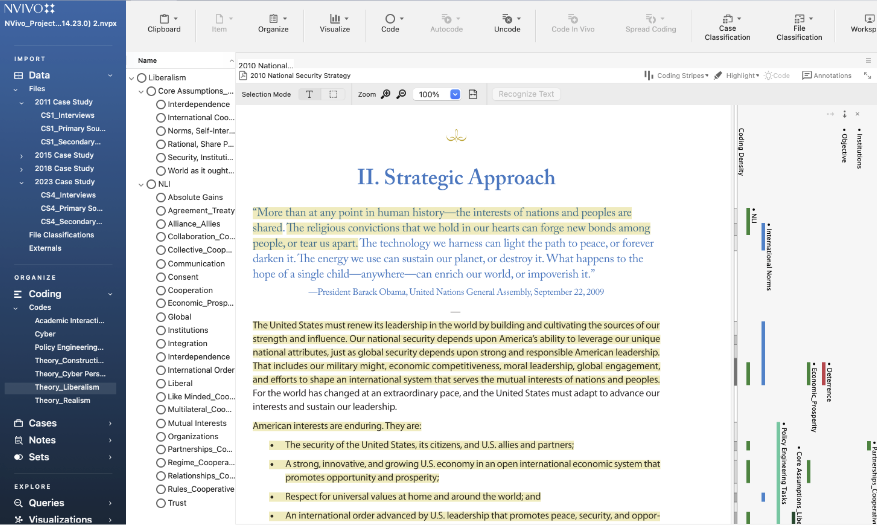 NVIVO
NVivo_Project...14.23.0) 2.nvpx
IMPORT
Data
Files
2011 Case Study
CS1_Interviews
CS1_Primary Sou...
CS1_Secondary...
2015 Case Study
2018 Case Study
2023 Case Study
CS4_Interviews
CS4_Primary So...
CS4_Secondary...
File Classifications
Externals
ORGANIZE
Coding
Codes
Academic Interacti...
Cyber
Policy Engineering...
Theory_Constructi...
Theory_Cyber Pers...
Theory_Liberalism
Theory_Realism
Cases
Notes
Sets
EXPLORE
Queries
Visualizations
Clipboard
Item
Organize
Visualize
Code
Autocode
Uncode
Code In Vivo
Spread Coding
Case
Classification
File
Classification
Worksp
Name
Liberalism
Core Assumptions_...
Interdependence
International Coo...
Norms, Self-Inter...
Rational, Share P...
Security, Instituti...
World as it ought...
NLI
Absolute Gains
Agreement_Treaty
Alliance_Allies
Collaboration_Co...
Collective_Coop...
Communication
Consent
Cooperation
Economic_Prosp...
Global
Institutions
Integration
Interdependence
International Order
Liberal
Like Minded_Coo...
Multilateral_Coo...
Mutual Interests
Organizations
Partnerships_Co...
Regime_Coopera...
Relationships_Co...
Rules_Cooperative
Trust
2010 National...
2010 National Security Strategy
Coding Stripes
Highlight
Code
Annotations
Selection Mode
T
Zoom
100%
Recognize Text
II. Strategic Approach
“More than at any point in human history—the interests of nations and peoples are
shared. The religious convictions that we hold in our hearts can forge new bonds among
people, or tear us apart. The technology we harness can light the path to peace, or forever
darken it. The energy we use can sustain our planet, or destroy it. What happens to the
hope of a single child—anywhere—can enrich our world, or impoverish it.”
—President Barack Obama, United Nations General Assembly, September 22, 2009
The United States must renew its leadership in the world by building and cultivating the sources of our
strength and influence. Our national security depends upon America’s ability to leverage our unique
national attributes, just as global security depends upon strong and responsible American leadership.
That includes our military might, economic competitiveness, moral leadership, global engagement,
and efforts to shape an international system that serves the mutual interests of nations and peoples.
For the world has changed at an extraordinary pace, and the United States must adapt to advance our
interests and sustain our leadership.
American interests are enduring. They are:
• The security of the United States, its citizens, and U.S. allies and partners;
• A strong, innovative, and growing U.S. economy in an open international economic system that
promotes opportunity and prosperity;
• Respect for universal values at home and around the world; and
• An international order advanced by U.S. leadership that promotes peace, security, and oppor-
Coding Density
NLI
International Norms
Policy Engineering Tasks
Core Assumptions_Libe
Economic_Prosperity
Deterrence
Objective
Institutions
Partnerships_Cooperative